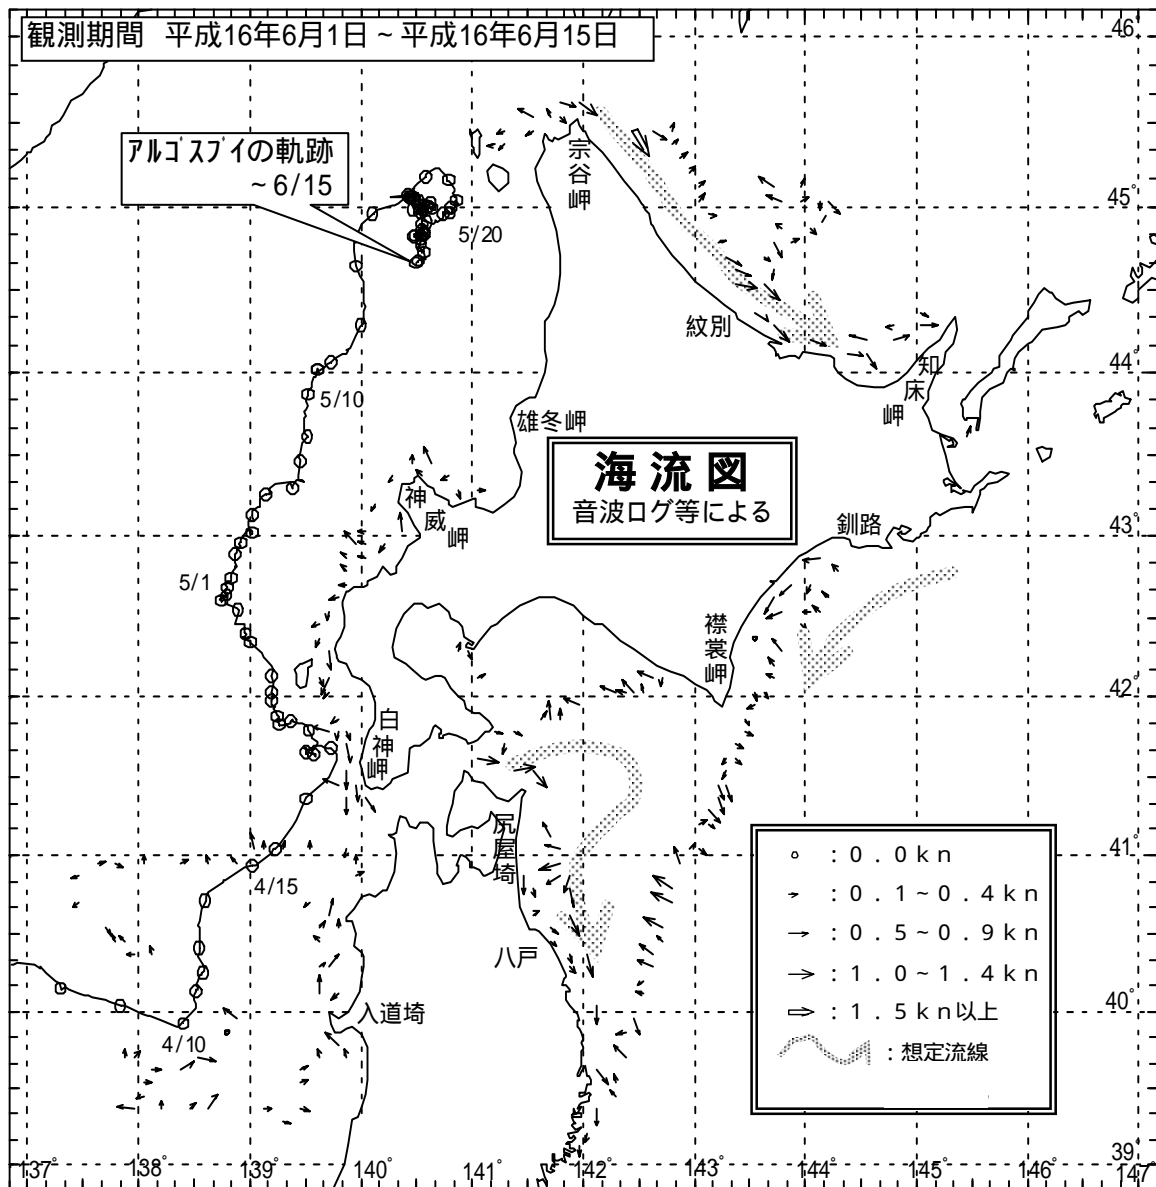 観測期間 平成16年6月1日～平成16年6月15日
アルゴスブイの軌跡
～6/15
宗
谷
岬
5/20
紋別
知
床
岬
5/10
雄冬岬
海流図
音波ログ等による
神
威
岬
釧路
5/1
襟
裳
岬
白
神
岬
尻
屋
埼
4/15
八戸
入道埼
4/10
：0.0kn
：0.1～0.4kn
：0.5～0.9kn
：1.0～1.4kn
：1.5kn以上
：想定流線
46°
45°
44°
43°
42°
41°
40°
39°
137°
138°
139°
140°
141°
142°
143°
144°
145°
146°
147°